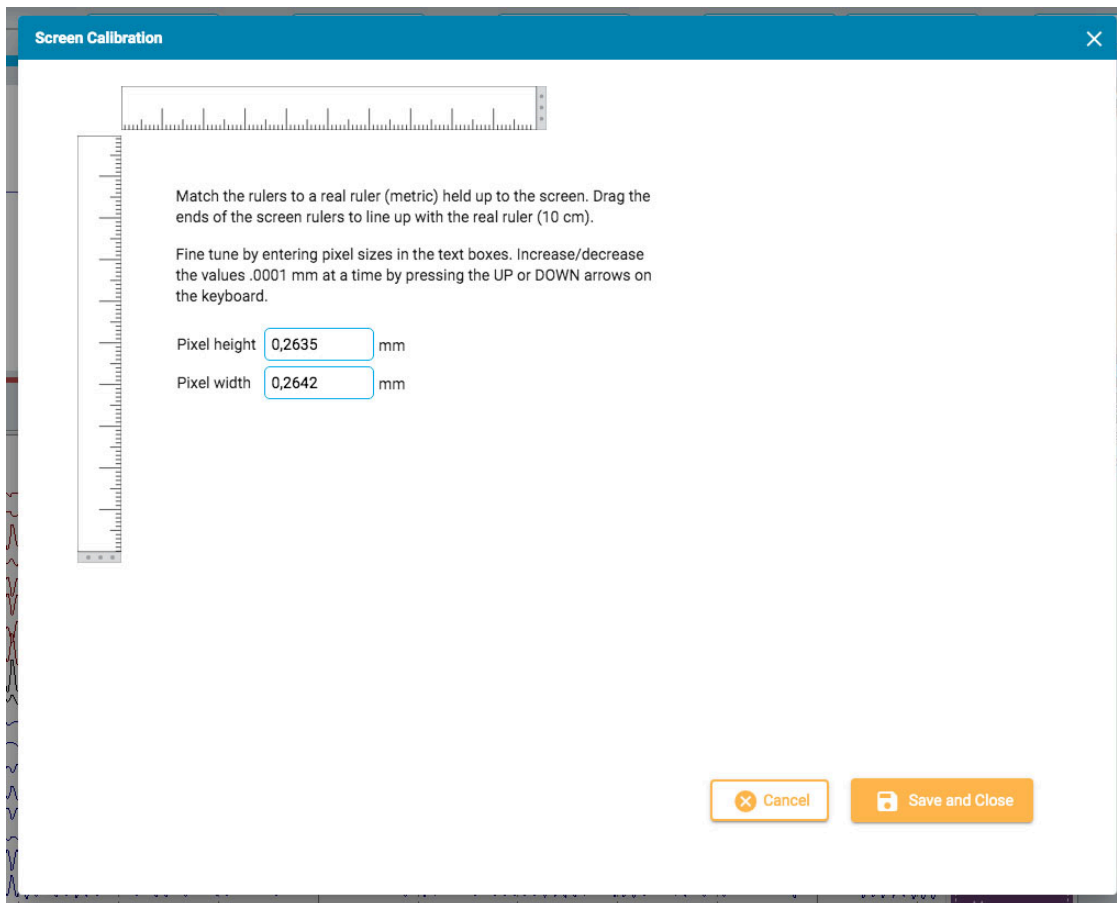 Screen Calibration
Match the rulers to a real ruler (metric) held up to the screen. Drag the
ends of the screen rulers to line up with the real ruler (10 cm).
Fine tune by entering pixel sizes in the text boxes. Increase/decrease
the values .0001 mm at a time by pressing the UP or DOWN arrows on
the keyboard.
Pixel height 0,2635 mm
Pixel width 0,2642 mm
Cancel Save and Close